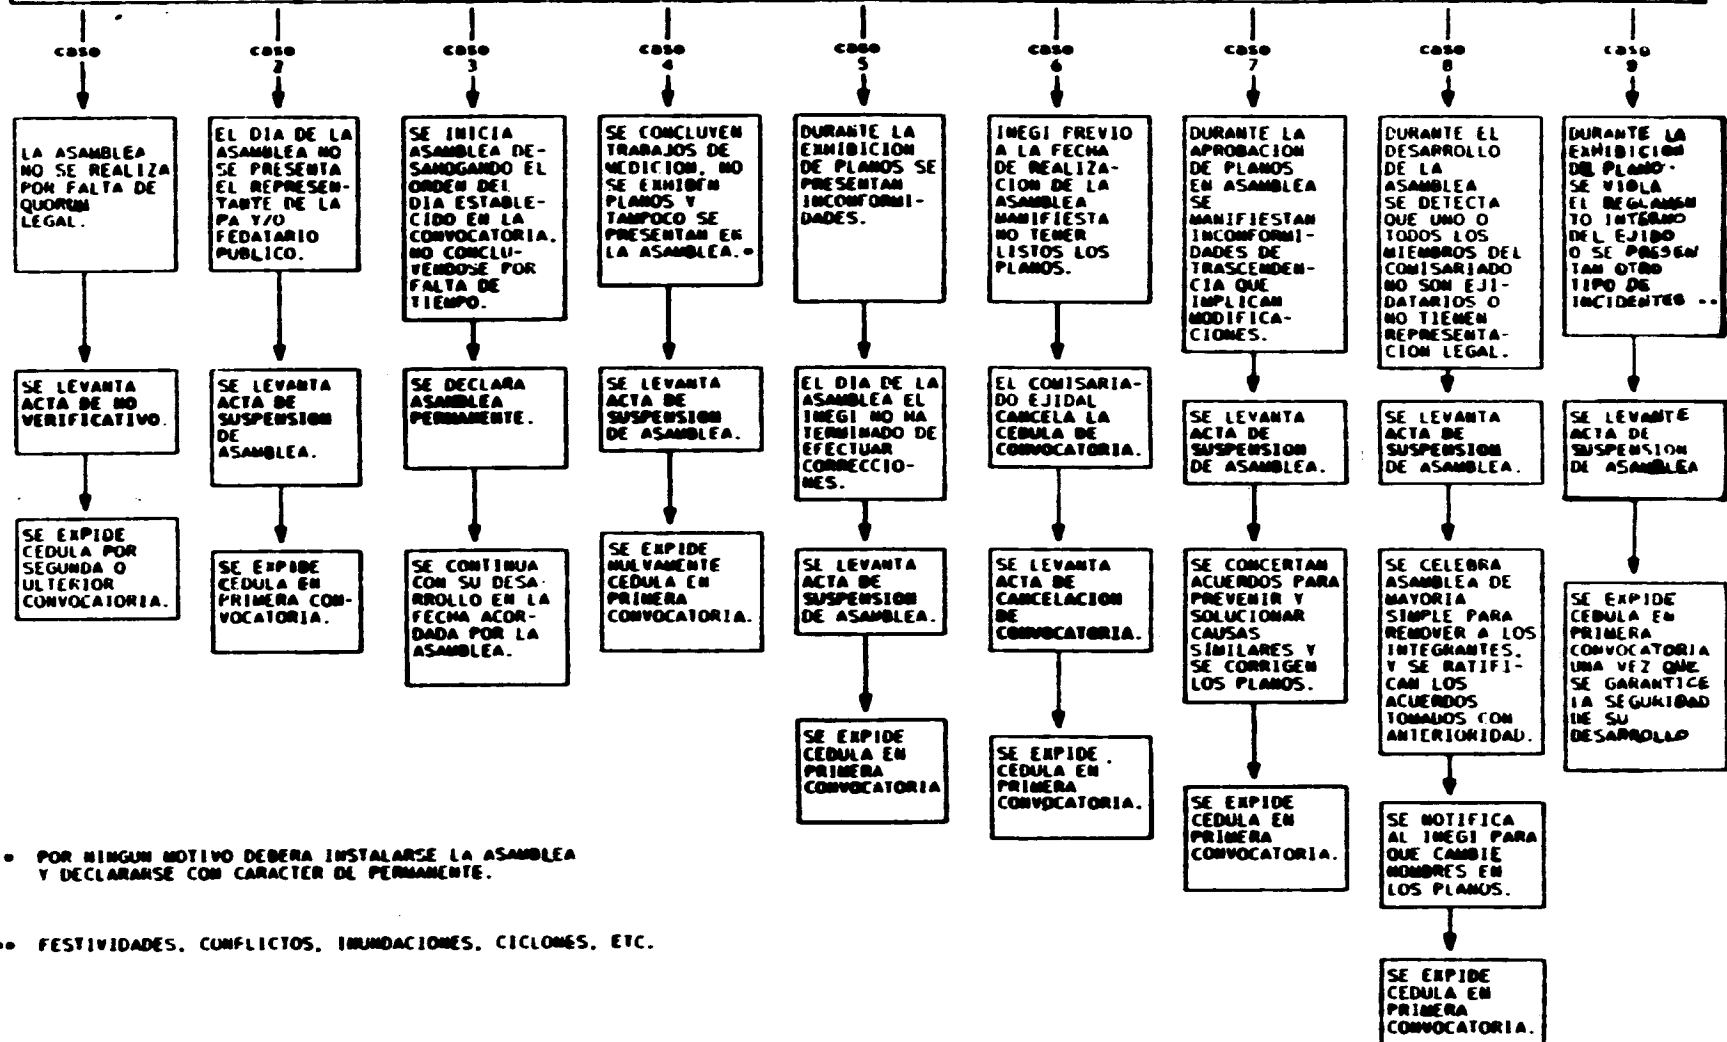 caso
caso
2
caso
3
caso
4
caso
5
caso
6
caso
7
caso
8
caso
9
LA ASAMBLEA
NO SE REALIZA
POR FALTA DE
QUORUM
LEGAL.
SE LEVANTA
ACTA DE NO
VERIFICATIVO.
SE EXPIDE
CEDULA POR
SEGUNDA O
ULTERIOR
CONVOCATORIA.
EL DIA DE LA
ASAMBLEA NO
SE PRESENTA
EL REPRESEN-
TANTE DE LA
PA Y/O
FEDATARIO
PUBLICO.
SE LEVANTA
ACTA DE
SUSPENSION
DE
ASAMBLEA.
SE EXPIDE
CEDULA EN
PRIMERA CON-
VOCATORIA.
SE INICIA
ASAMBLEA DE-
SAHOGANDO EL
ORDEN DEL
DIA ESTABLE-
CIDO EN LA
CONVOCATORIA.
NO CONCLU-
YENDOSE POR
FALTA DE
TIEMPO.
SE DECLARA
ASAMBLEA
PERMANENTE.
SE CONTINUA
CON SU DESA-
RROLLO EN LA
FECHA ACOR-
DADA POR LA
ASAMBLEA.
SE CONCLUYEN
TRABAJOS DE
MEDICION, NO
SE EXHIBEN
PLANOS Y
TAMPOCO SE
PRESENTAN EN
LA ASAMBLEA.*
SE LEVANTA
ACTA DE
SUSPENSION
DE ASAMBLEA.
SE EXPIDE
NUEVAMENTE
CEDULA EN
PRIMERA
CONVOCATORIA.
DURANTE LA
EXHIBICION
DE PLANOS SE
PRESENTAN
INCONFORMI-
DADES.
EL DIA DE LA
ASAMBLEA EL
INEGI NO HA
TERMINADO DE
EFECTUAR
CORRECCIO-
NES.
SE LEVANTA
ACTA DE
SUSPENSION
DE ASAMBLEA.
SE EXPIDE
CEDULA EN
PRIMERA
CONVOCATORIA
INEGI PREVIO
A LA FECHA
DE REALIZA-
CION DE LA
ASAMBLEA
MANIFIESTA
NO TENER
LISTOS LOS
PLANOS.
EL COMISARIA-
DO EJIDAL
CANCELA LA
CEDULA DE
CONVOCATORIA.
SE LEVANTA
ACTA DE
CANCELACION
DE
CONVOCATORIA.
SE EXPIDE
CEDULA EN
PRIMERA
CONVOCATORIA.
DURANTE LA
APROBACION
DE PLANOS
EN ASAMBLEA
SE
MANIFIESTAN
INCONFORMI-
DADES DE
TRASCENDEN-
CIA QUE
IMPLICAN
MODIFICA-
CIONES.
SE LEVANTA
ACTA DE
SUSPENSION
DE ASAMBLEA.
SE CONCERTAN
ACUERDOS PARA
PREVENIR Y
SOLUCIONAR
CAUSAS
SIMILARES Y
SE CORRIGEN
LOS PLANOS.
SE EXPIDE
CEDULA EN
PRIMERA
CONVOCATORIA.
DURANTE EL
DESARROLLO
DE LA
ASAMBLEA
SE DETECTA
QUE UNO O
TODOS LOS
MIEMBROS DEL
COMISARIADO
NO SON EJI-
DATARIOS O
NO TIENEN
REPRESENTA-
CION LEGAL.
SE LEVANTA
ACTA DE
SUSPENSION
DE ASAMBLEA.
SE CELEBRA
ASAMBLEA DE
MAYORIA
SIMPLE PARA
REMOVER A LOS
INTEGRANTES.
Y SE RATIFI-
CAN LOS
ACUERDOS
TOMADOS CON
ANTERIORIDAD.
SE NOTIFICA
AL INEGI PARA
QUE CAMBIE
NOMBRES EN
LOS PLANOS.
SE EXPIDE
CEDULA EN
PRIMERA
CONVOCATORIA.
DURANTE LA
EXHIBICION
DE PLANO-
SE VIOLA
EL REGLAMEN
TO INTERNO
DEL EJIDO
O SE PRESEN
TAN OTRO
TIPO DE
INCIDENTES **
SE LEVANTE
ACTA DE
SUSPENSION
DE ASAMBLEA
SE EXPIDE
CEDULA EN
PRIMERA
CONVOCATORIA
UNA VEZ QUE
SE GARANTICE
LA SEGURIDAD
DE SU
DESARROLLO
* POR NINGUN MOTIVO DEBERA INSTALARSE LA ASAMBLEA
Y DECLARARSE CON CARACTER DE PERMANENTE.
** FESTIVIDADES, CONFLICTOS, INUNDACIONES, CICLONES, ETC.